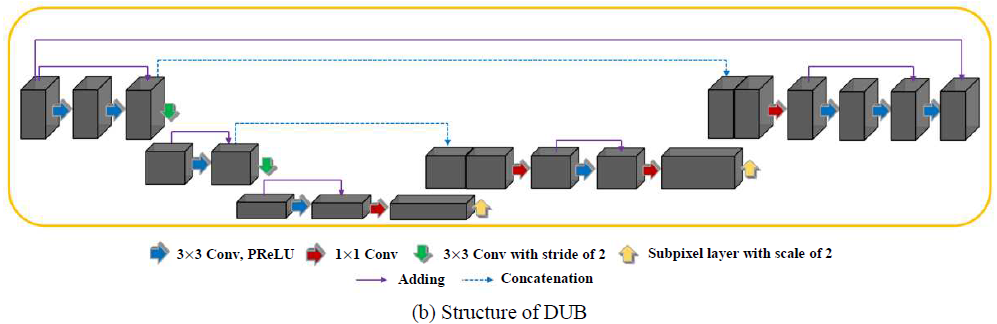 3×3 Conv, PReLU 1×1 Conv 3×3 Conv with stride of 2 Subpixel layer with scale of 2
Adding Concatenation
(b) Structure of DUB